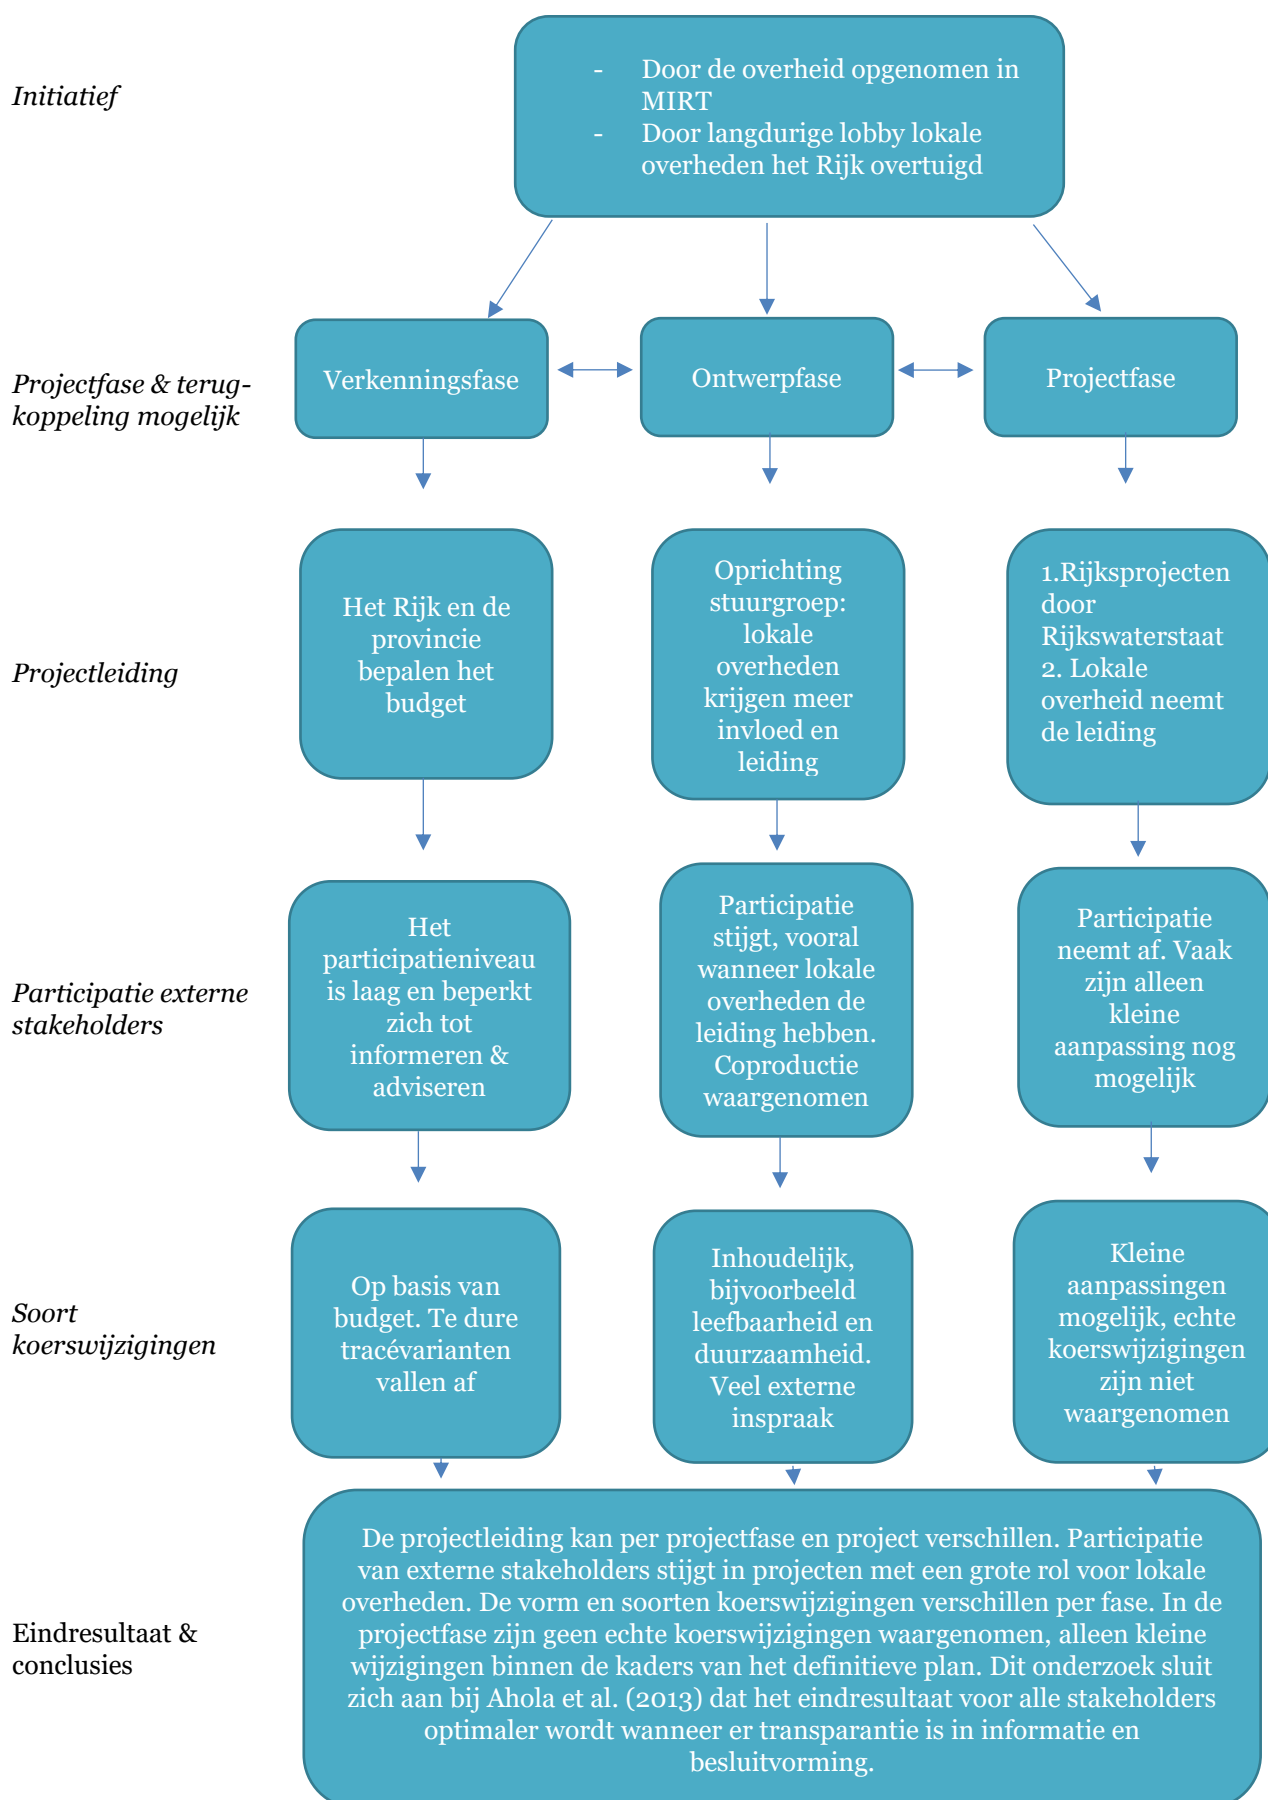 Initiatief
- Door de overheid opgenomen in
MIRT
- Door langdurige lobby lokale
overheden het Rijk overtuigd
Projectfase & terug-
koppeling mogelijk
Verkenningsfase
Ontwerpfase
Projectfase
Projectleiding
Het Rijk en de
provincie
bepalen het
budget
Oprichting
stuurgroep:
lokale
overheden
krijgen meer
invloed en
leiding
1.Rijksprojecten
door
Rijkswaterstaat
2. Lokale
overheid neemt
de leiding
Participatie externe
stakeholders
Het
participatieniveau
is laag en beperkt
zich tot
informeren &
adviseren
Participatie
stijgt, vooral
wanneer lokale
overheden de
leiding hebben.
Coproductie
waargenomen
Participatie
neemt af. Vaak
zijn alleen
kleine
aanpassing nog
mogelijk
Soort
koerswijzigingen
Op basis van
budget. Te dure
tracévarianten
vallen af
Inhoudelijk,
bijvoorbeeld
leefbaarheid en
duurzaamheid.
Veel externe
inspraak
Kleine
aanpassingen
mogelijk, echte
koerswijzigingen
zijn niet
waargenomen
Eindresultaat &
conclusies
De projectleiding kan per projectfase en project verschillen. Participatie
van externe stakeholders stijgt in projecten met een grote rol voor lokale
overheden. De vorm en soorten koerswijzigingen verschillen per fase. In de
projectfase zijn geen echte koerswijzigingen waargenomen, alleen kleine
wijzigingen binnen de kaders van het definitieve plan. Dit onderzoek sluit
zich aan bij Ahola et al. (2013) dat het eindresultaat voor alle stakeholders
optimaler wordt wanneer er transparantie is in informatie en
besluitvorming.